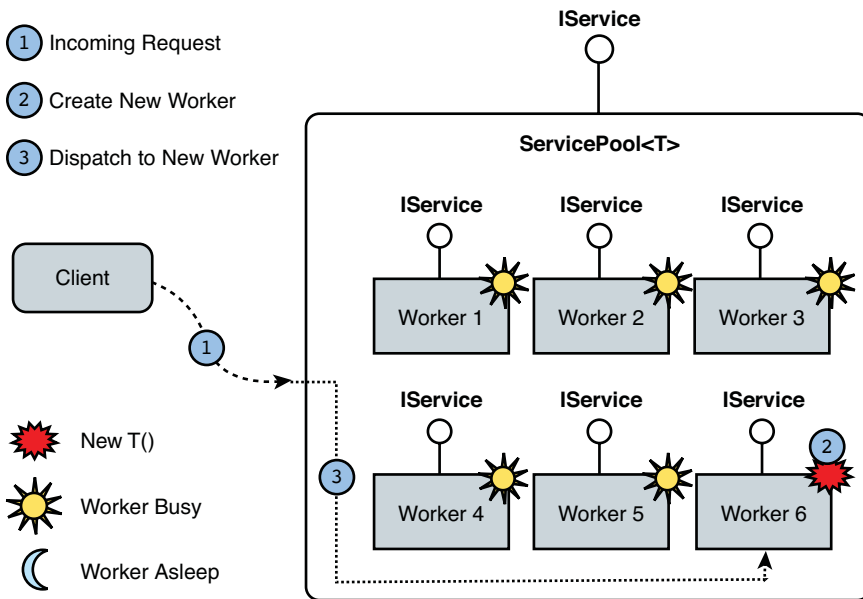 1 Incoming Request
2 Create New Worker
3 Dispatch to New Worker
IService
ServicePool<T>
IService IService IService
Worker 1 Worker 2 Worker 3
Client
1
IService IService IService
2
3
Worker 4 Worker 5 Worker 6
New T()
Worker Busy
Worker Asleep